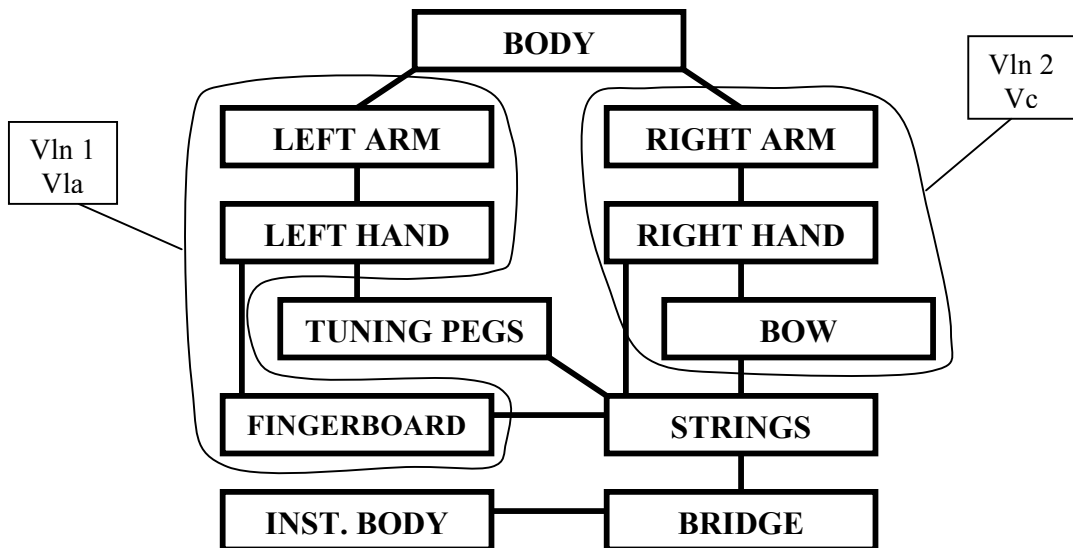 BODY
Vln 2
Vc
LEFT ARM
RIGHT ARM
Vln 1
Vla
LEFT HAND
RIGHT HAND
TUNING PEGS
BOW
FINGERBOARD
STRINGS
INST. BODY
BRIDGE